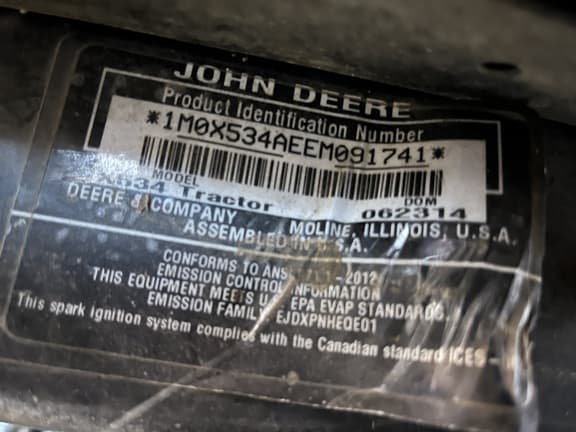 JOHN DEERE
Product Identification Number
*1M0X534AEEM091741*
MODEL DOM
X534 Tractor 062314
DEERE & COMPANY MOLINE, ILLINOIS, U.S.A.
ASSEMBLED IN U.S.A.
CONFORMS TO 2012
EMISSION CONTROL INFORMATION
THIS EQUIPMENT MEETS U.S. EPA EVAP STANDARDS.
EMISSION FAMILY: EJDXPNHEQE01
This spark ignition system complies with the Canadian standard ICES-